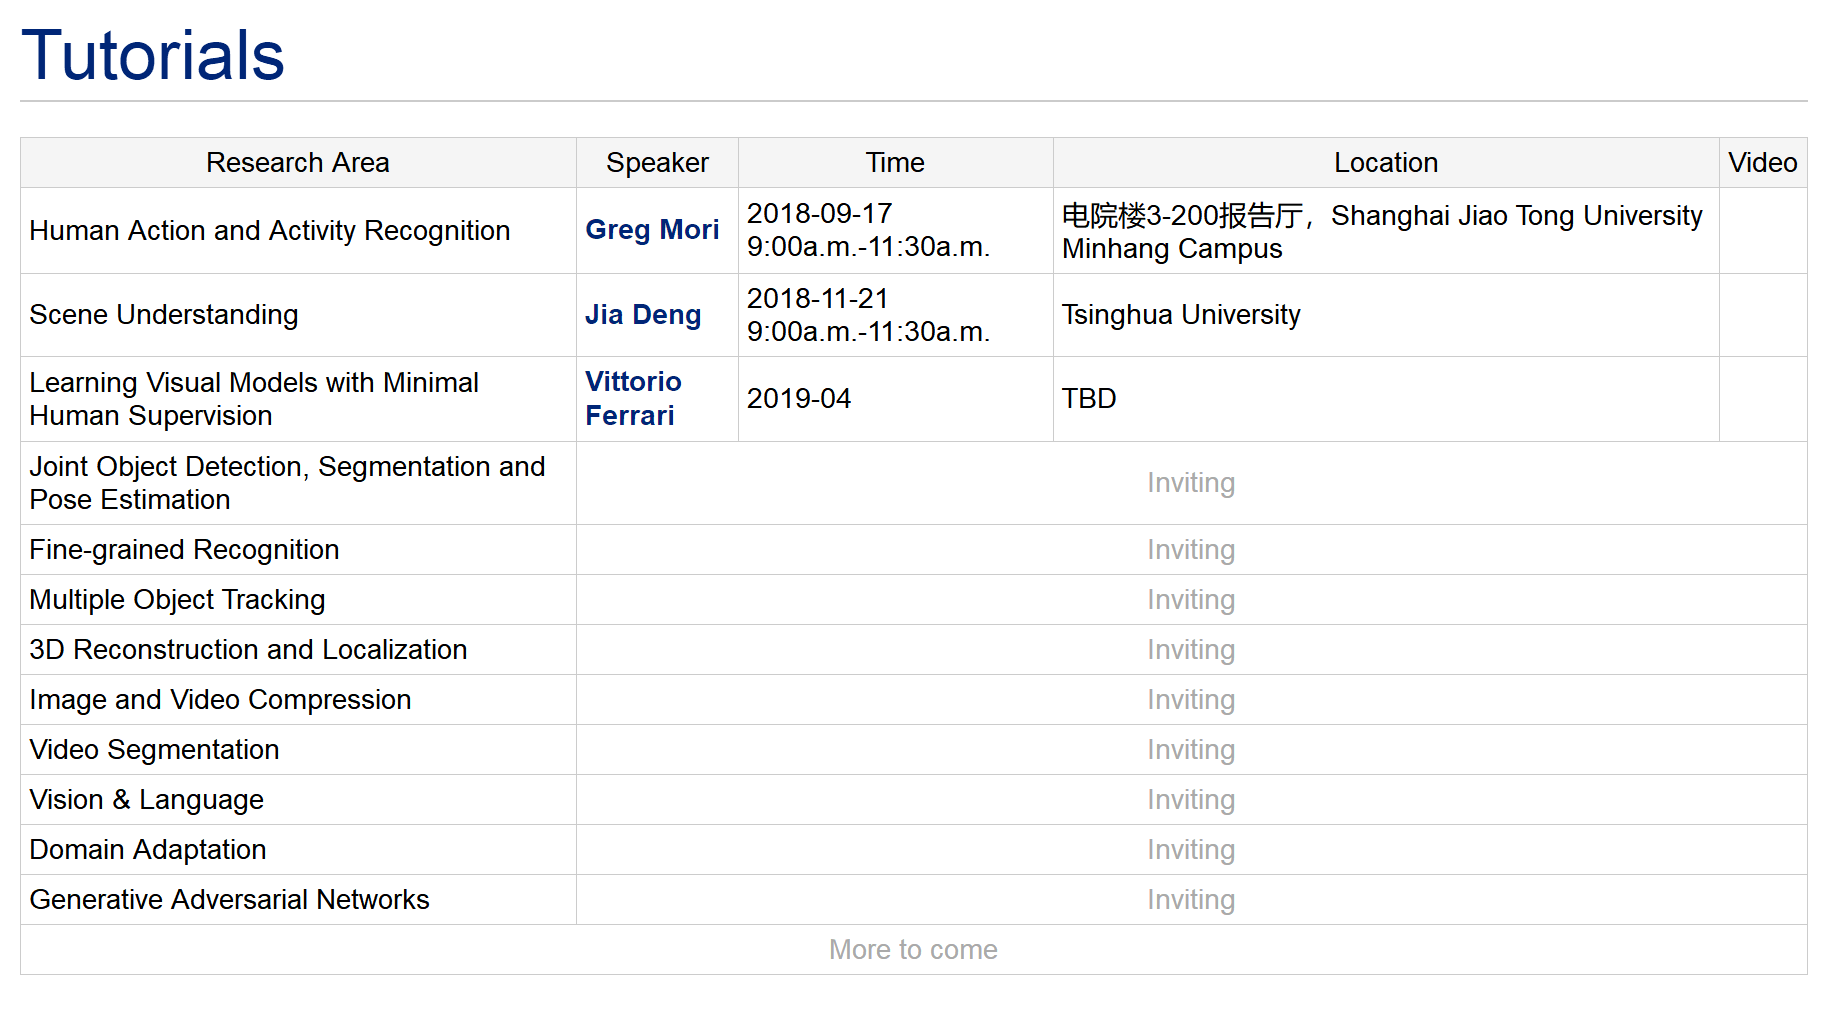 Tutorials
Research Area Speaker Time Location Video
Human Action and Activity Recognition Greg Mori 2018-09-17 9:00a.m.-11:30a.m. 电院楼3-200报告厅，Shanghai Jiao Tong University Minhang Campus
Scene Understanding Jia Deng 2018-11-21 9:00a.m.-11:30a.m. Tsinghua University
Learning Visual Models with Minimal Human Supervision Vittorio Ferrari 2019-04 TBD
Joint Object Detection, Segmentation and Pose Estimation Inviting
Fine-grained Recognition Inviting
Multiple Object Tracking Inviting
3D Reconstruction and Localization Inviting
Image and Video Compression Inviting
Video Segmentation Inviting
Vision & Language Inviting
Domain Adaptation Inviting
Generative Adversarial Networks Inviting
More to come